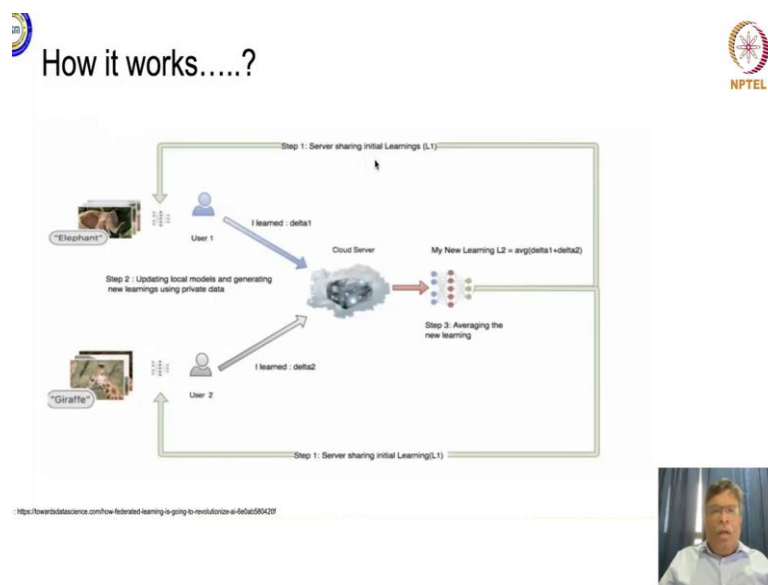 How it works.....?
NPTEL
Step 1: Server sharing initial Learnings (L1)
"Elephant"
User 1
I learned : delta1
Cloud Server
My New Learning L2 = avg(delta1+delta2)
Step 2 : Updating local models and generating
new learnings using private data
Step 3: Averaging the
new learning
I learned : delta2
"Giraffe"
User 2
Step 1: Server sharing initial Learning(L1)
: https://towardsdatascience.com/how-federated-learning-is-going-to-revolutionize-ai-6e0ab580420f